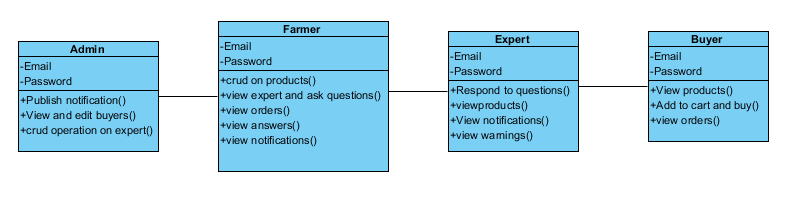 Admin
-Email
-Password
+Publish notification()
+View and edit buyers()
+crud operation on expert()
Farmer
-Email
-Password
+crud on products()
+view expert and ask questions()
+view orders()
+view answers()
+view notifications()
Expert
-Email
-Password
+Respond to questions()
+viewproducts()
+View notifications()
+view warnings()
Buyer
-Email
-Password
+View products()
+Add to cart and buy()
+view orders()